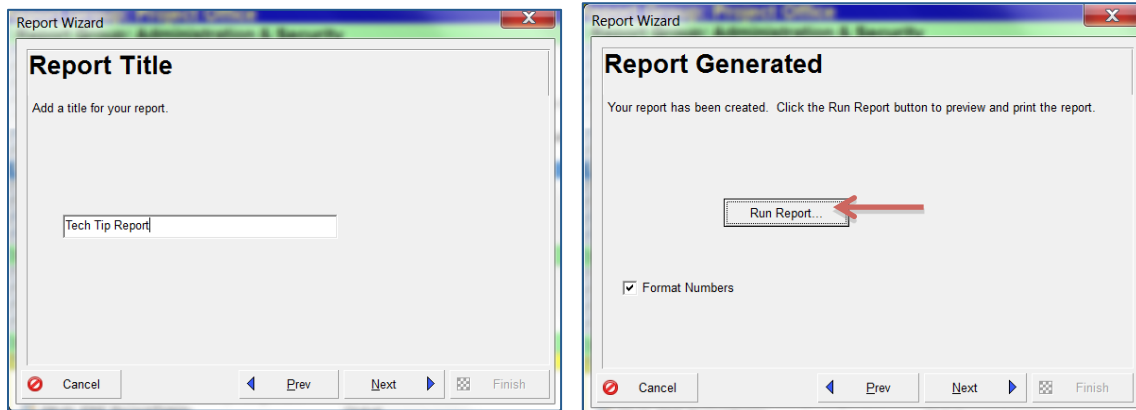 Report Wizard
Report Title
Add a title for your report.
Tech Tip Report
Cancel
Prev
Next
Finish
Report Wizard
Report Generated
Your report has been created. Click the Run Report button to preview and print the report.
Run Report...
Format Numbers
Cancel
Prev
Next
Finish